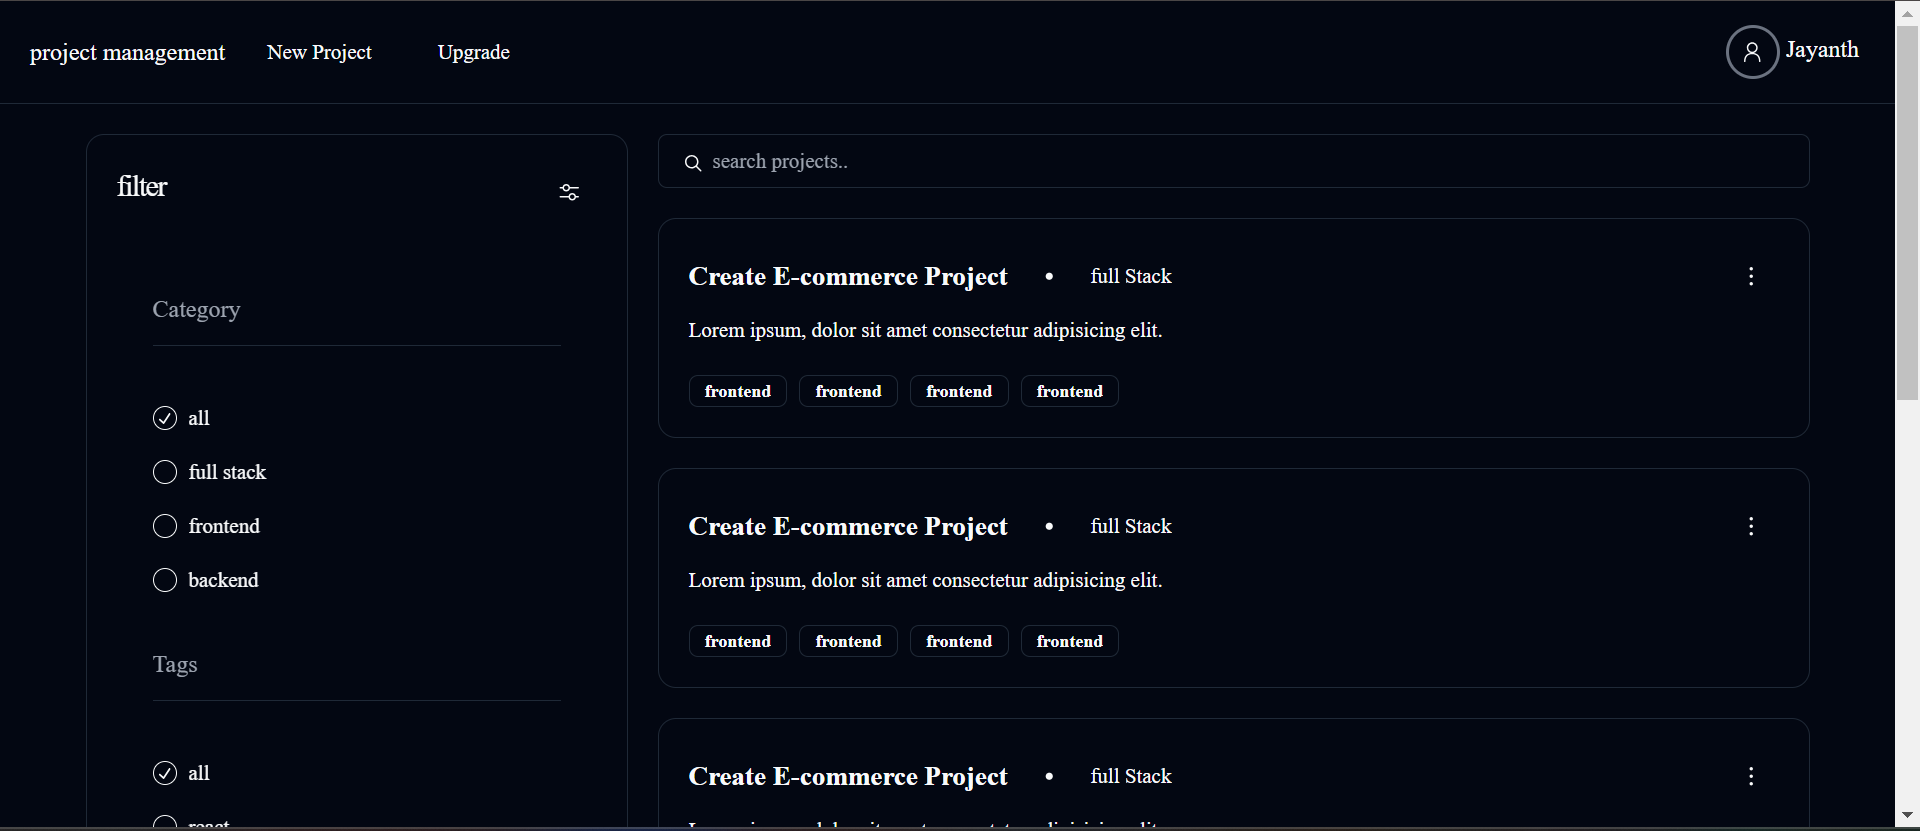 project management New Project Upgrade Jayanth
filter
Category
all
full stack
frontend
backend
Tags
all
react
search projects..
Create E-commerce Project • full Stack
Lorem ipsum, dolor sit amet consectetur adipisicing elit.
frontend frontend frontend frontend
Create E-commerce Project • full Stack
Lorem ipsum, dolor sit amet consectetur adipisicing elit.
frontend frontend frontend frontend
Create E-commerce Project • full Stack